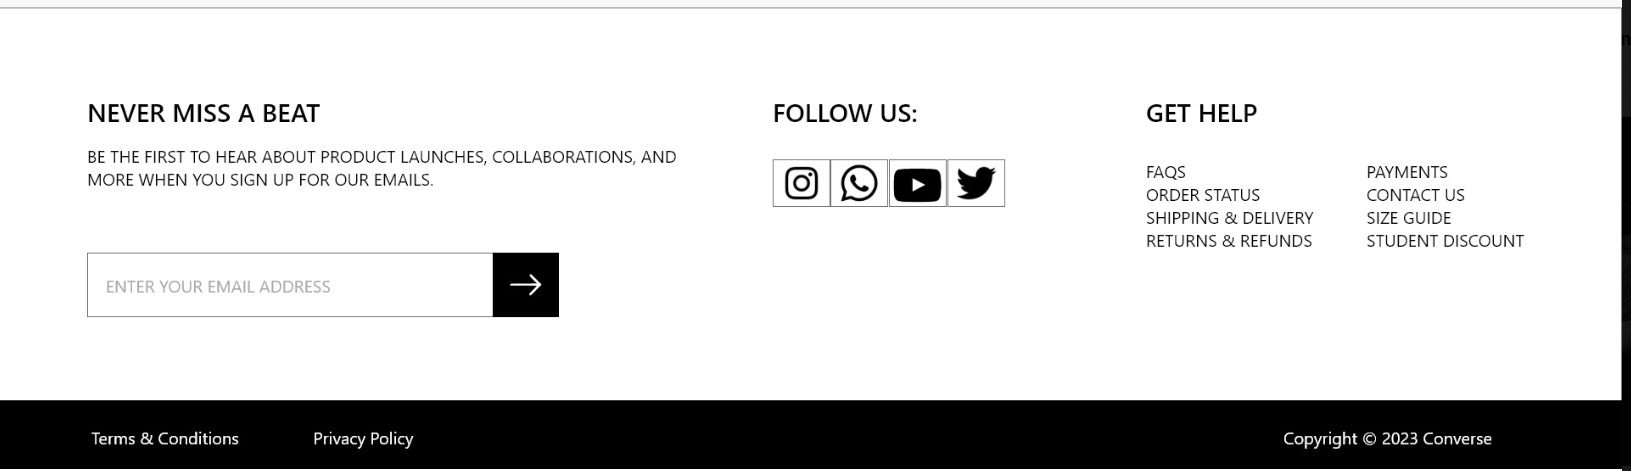 NEVER MISS A BEAT
BE THE FIRST TO HEAR ABOUT PRODUCT LAUNCHES, COLLABORATIONS, AND
MORE WHEN YOU SIGN UP FOR OUR EMAILS.
ENTER YOUR EMAIL ADDRESS
FOLLOW US:
GET HELP
FAQS
ORDER STATUS
SHIPPING & DELIVERY
RETURNS & REFUNDS
PAYMENTS
CONTACT US
SIZE GUIDE
STUDENT DISCOUNT
Terms & Conditions
Privacy Policy
Copyright © 2023 Converse